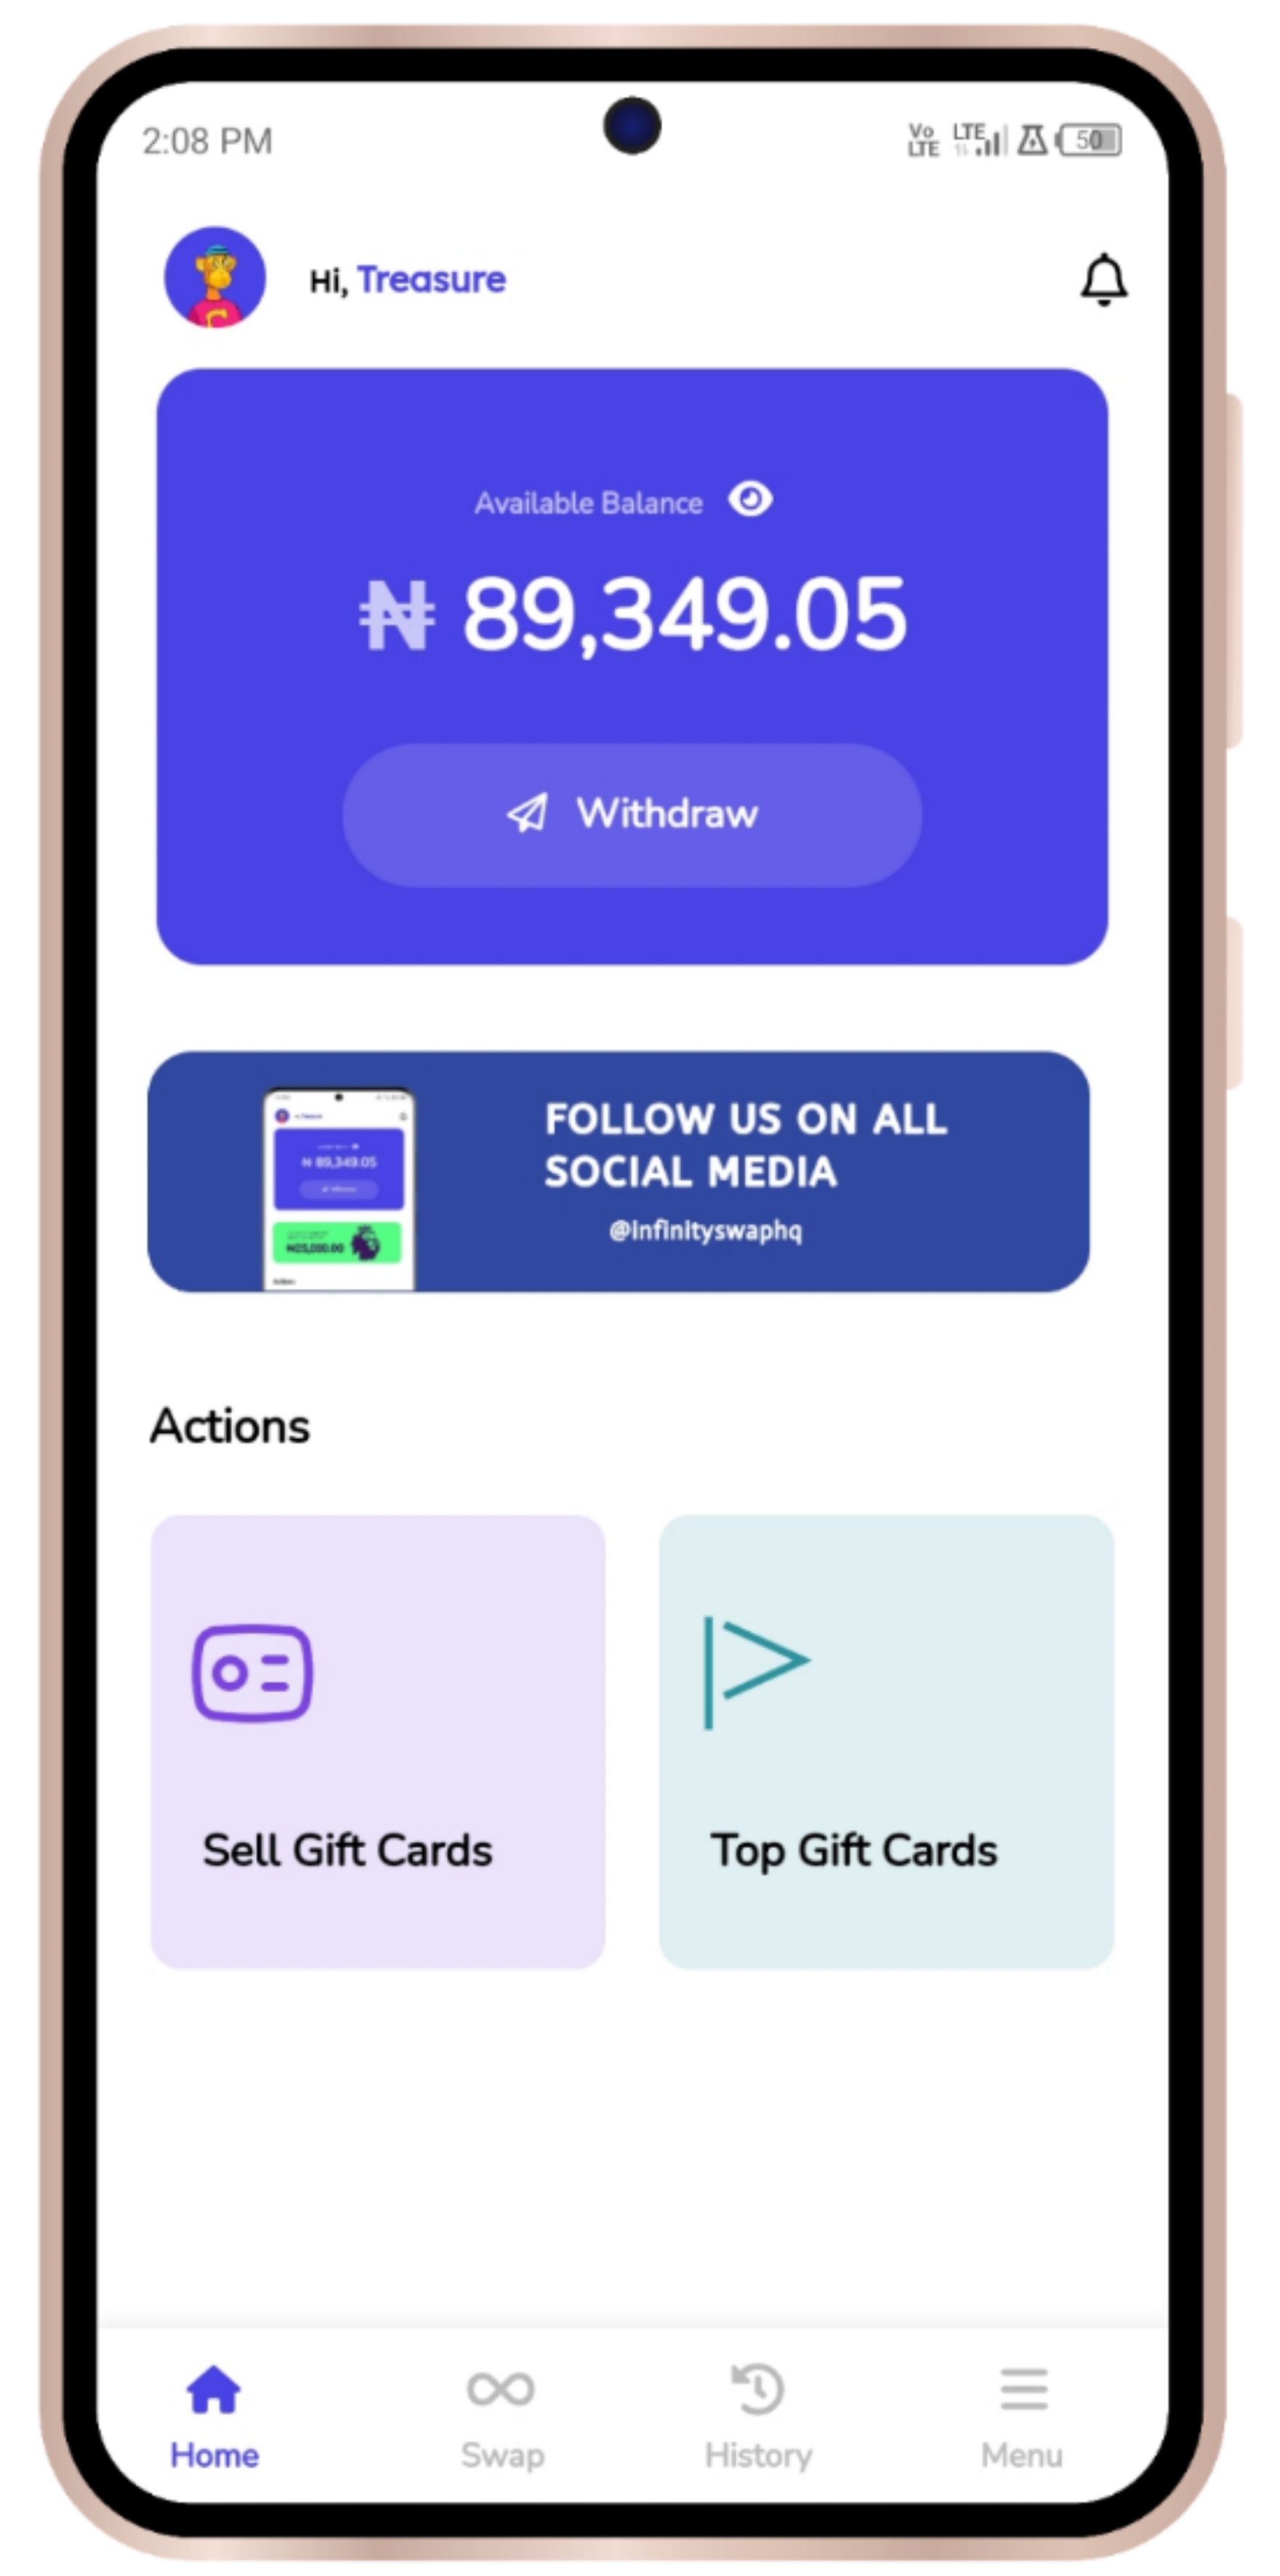 2:08 PM
Vo LTE LTE 50
Hi, Treasure
Available Balance
₦ 89,349.05
Withdraw
₦ 89,349.05
FOLLOW US ON ALL
SOCIAL MEDIA
@infinityswaphq
Actions
Sell Gift Cards
Top Gift Cards
Home Swap History Menu